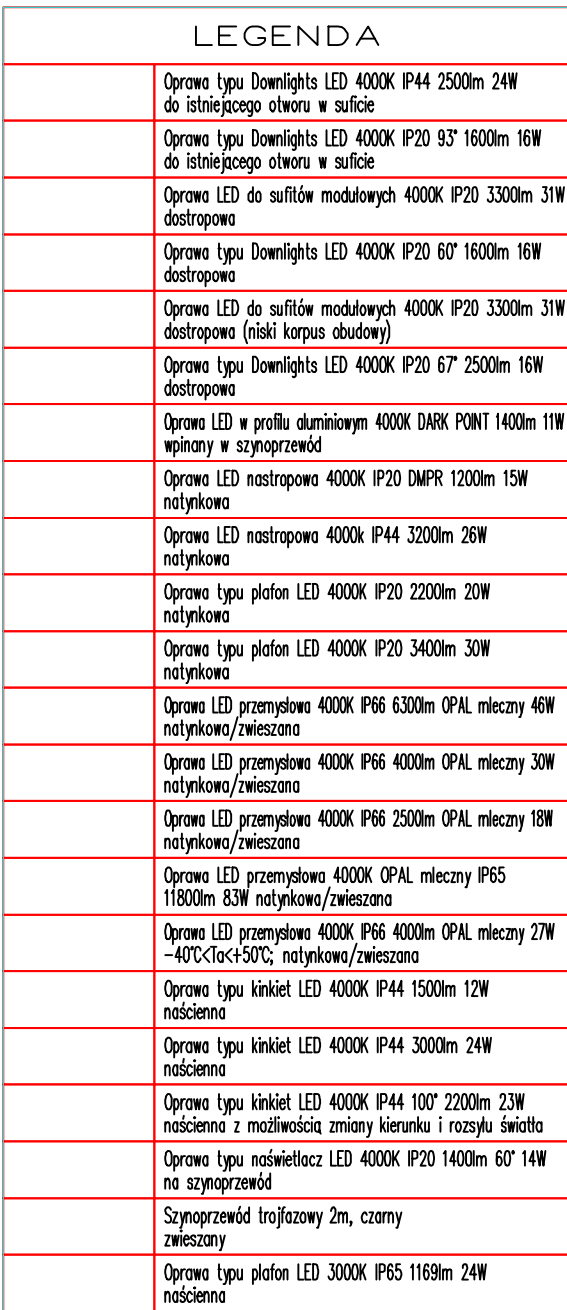 LEGENDA
Oprawa typu Downlights LED 4000K IP44 2500lm 24W
do istniejącego otworu w suficie
Oprawa typu Downlights LED 4000K IP20 93° 1600lm 16W
do istniejącego otworu w suficie
Oprawa LED do sufitów modułowych 4000K IP20 3300lm 31W
dostropowa
Oprawa typu Downlights LED 4000K IP20 60° 1600lm 16W
dostropowa
Oprawa LED do sufitów modułowych 4000K IP20 3300lm 31W
dostropowa (niski korpus obudowy)
Oprawa typu Downlights LED 4000K IP20 67° 2500lm 16W
dostropowa
Oprawa LED w profilu aluminiowym 4000K DARK POINT 1400lm 11W
wpinany w szynoprzewód
Oprawa LED nastropowa 4000K IP20 DMPR 1200lm 15W
natynkowa
Oprawa LED nastropowa 4000k IP44 3200lm 26W
natynkowa
Oprawa typu plafon LED 4000K IP20 2200lm 20W
natynkowa
Oprawa typu plafon LED 4000K IP20 3400lm 30W
natynkowa
Oprawa LED przemysłowa 4000K IP66 6300lm OPAL mleczny 46W
natynkowa/zwieszana
Oprawa LED przemysłowa 4000K IP66 4000lm OPAL mleczny 30W
natynkowa/zwieszana
Oprawa LED przemysłowa 4000K IP66 2500lm OPAL mleczny 18W
natynkowa/zwieszana
Oprawa LED przemysłowa 4000K OPAL mleczny IP65
11800lm 83W natynkowa/zwieszana
Oprawa LED przemysłowa 4000K IP66 4000lm OPAL mleczny 27W
-40°C<Ta<+50°C; natynkowa/zwieszana
Oprawa typu kinkiet LED 4000K IP44 1500lm 12W
naścienna
Oprawa typu kinkiet LED 4000K IP44 3000lm 24W
naścienna
Oprawa typu kinkiet LED 4000K IP44 100° 2200lm 23W
naścienna z możliwością zmiany kierunku i rozsyłu światła
Oprawa typu naświetlacz LED 4000K IP20 1400lm 60° 14W
na szynoprzewód
Szynoprzewód trojfazowy 2m, czarny
zwieszany
Oprawa typu plafon LED 3000K IP65 1169lm 24W
naścienna